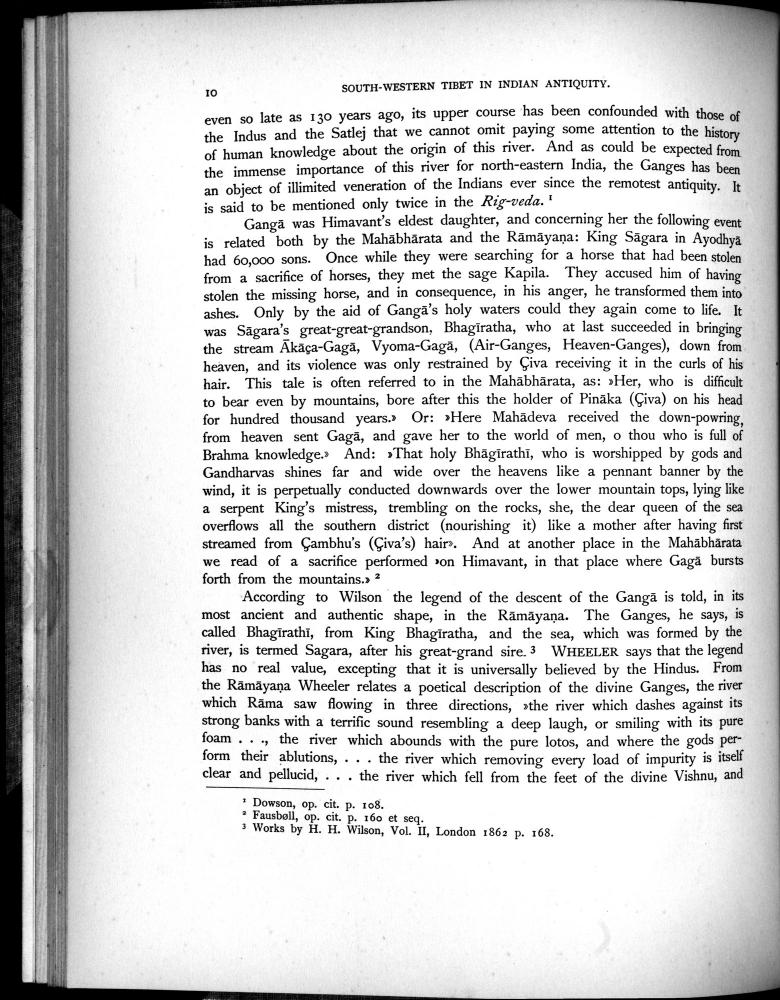 10
SOUTH-WESTERN TIBET IN INDIAN ANTIQUITY.
even so late as 130 years ago, its upper course has been confounded with those of
the Indus and the Satlej that we cannot omit paying some attention to the history
of human knowledge about the origin of this river. And as could be expected from
the immense importance of this river for north-eastern India, the Ganges has been
an object of illimited veneration of the Indians ever since the remotest antiquity. It
is said to be mentioned only twice in the Rig-veda. ¹
Gangā was Himavant's eldest daughter, and concerning her the following event
is related both by the Mahābhārata and the Rāmāyaṇa: King Sāgara in Ayodhyā
had 60,000 sons. Once while they were searching for a horse that had been stolen
from a sacrifice of horses, they met the sage Kapila. They accused him of having
stolen the missing horse, and in consequence, in his anger, he transformed them into
ashes. Only by the aid of Gangā's holy waters could they again come to life. It
was Sāgara's great-great-grandson, Bhagīratha, who at last succeeded in bringing
the stream Ākāça-Gagā, Vyoma-Gagā, (Air-Ganges, Heaven-Ganges), down from
heaven, and its violence was only restrained by Çiva receiving it in the curls of his
hair. This tale is often referred to in the Mahābhārata, as: »Her, who is difficult
to bear even by mountains, bore after this the holder of Pināka (Çiva) on his head
for hundred thousand years.» Or: »Here Mahādeva received the down-powring,
from heaven sent Gagā, and gave her to the world of men, o thou who is full of
Brahma knowledge.» And: »That holy Bhāgīrathī, who is worshipped by gods and
Gandharvas shines far and wide over the heavens like a pennant banner by the
wind, it is perpetually conducted downwards over the lower mountain tops, lying like
a serpent King's mistress, trembling on the rocks, she, the dear queen of the sea
overflows all the southern district (nourishing it) like a mother after having first
streamed from Çambhu's (Çiva's) hair». And at another place in the Mahābhārata
we read of a sacrifice performed »on Himavant, in that place where Gagā bursts
forth from the mountains.» ²
According to Wilson the legend of the descent of the Gangā is told, in its
most ancient and authentic shape, in the Rāmāyaṇa. The Ganges, he says, is
called Bhagīrathī, from King Bhagīratha, and the sea, which was formed by the
river, is termed Sagara, after his great-grand sire. ³ WHEELER says that the legend
has no real value, excepting that it is universally believed by the Hindus. From
the Rāmāyaṇa Wheeler relates a poetical description of the divine Ganges, the river
which Rāma saw flowing in three directions, »the river which dashes against its
strong banks with a terrific sound resembling a deep laugh, or smiling with its pure
foam . . ., the river which abounds with the pure lotos, and where the gods per-
form their ablutions, . . . the river which removing every load of impurity is itself
clear and pellucid, . . . the river which fell from the feet of the divine Vishnu, and
¹ Dowson, op. cit. p. 108.
² Fausbøll, op. cit. p. 160 et seq.
³ Works by H. H. Wilson, Vol. II, London 1862 p. 168.